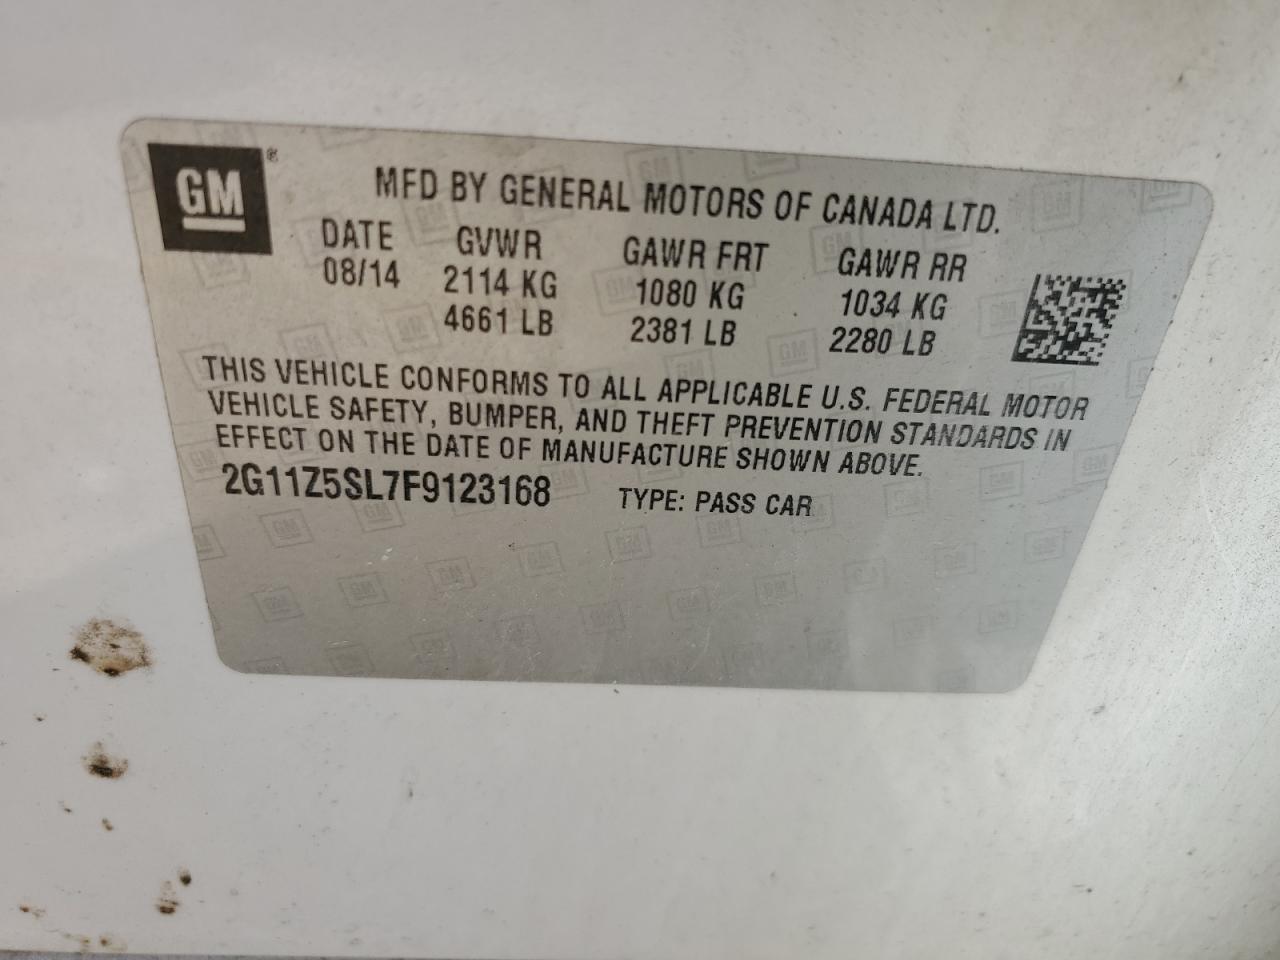 GM®
MFD BY GENERAL MOTORS OF CANADA LTD.
DATE GVWR GAWR FRT GAWR RR
08/14 2114 KG 1080 KG 1034 KG
4661 LB 2381 LB 2280 LB
THIS VEHICLE CONFORMS TO ALL APPLICABLE U.S. FEDERAL MOTOR
VEHICLE SAFETY, BUMPER, AND THEFT PREVENTION STANDARDS IN
EFFECT ON THE DATE OF MANUFACTURE SHOWN ABOVE.
2G11Z5SL7F9123168 TYPE: PASS CAR